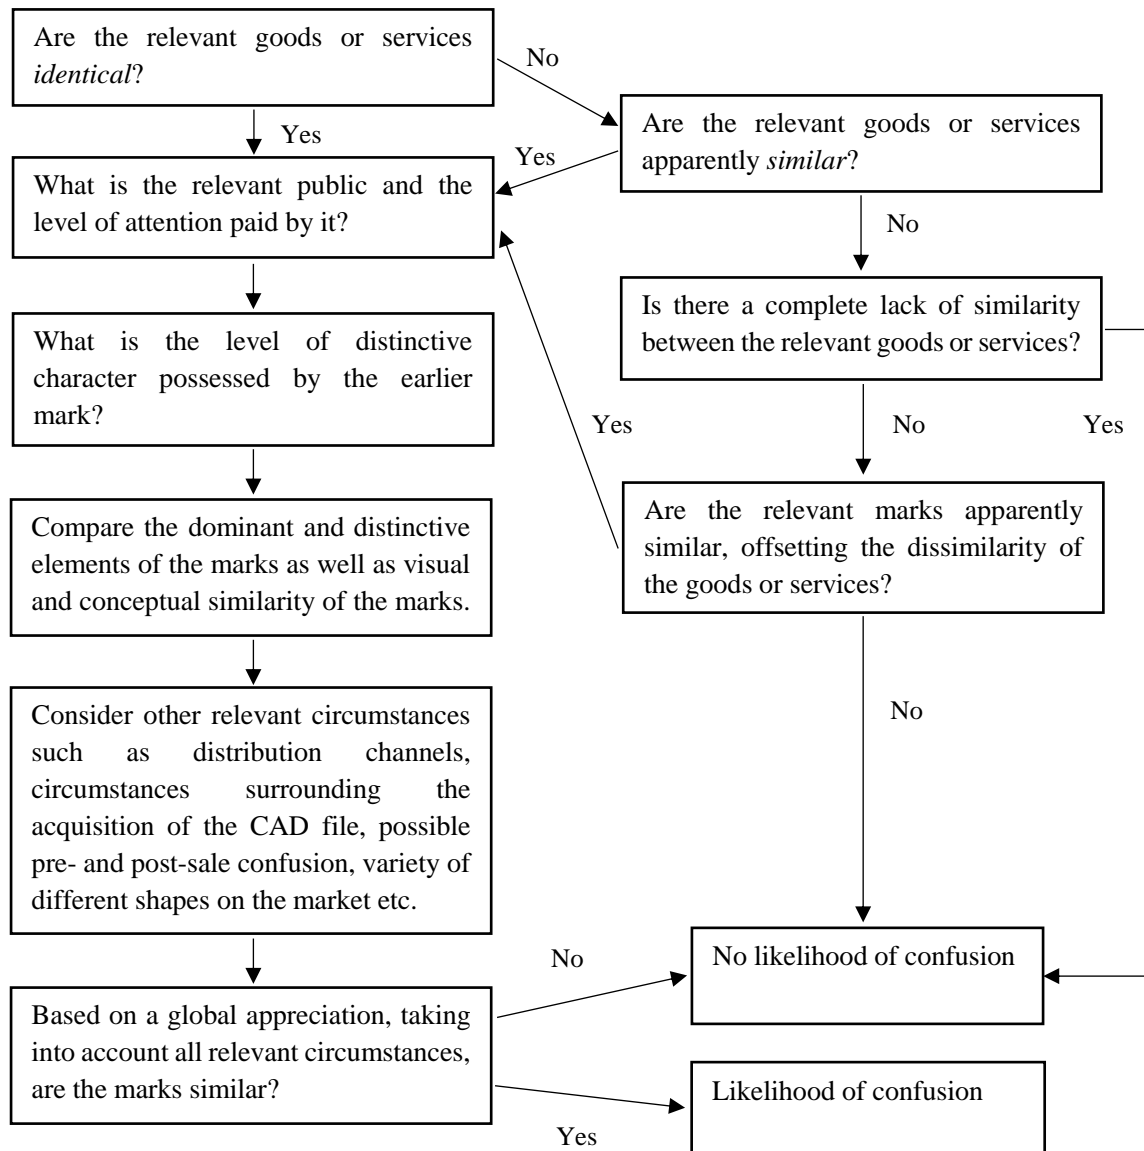 Are the relevant goods or services
identical?
No
Are the relevant goods or services
apparently similar?
Yes
Yes
What is the relevant public and the
level of attention paid by it?
No
Is there a complete lack of similarity
between the relevant goods or services?
What is the level of distinctive
character possessed by the earlier
mark?
Yes
No
Yes
Are the relevant marks apparently
similar, offsetting the dissimilarity of
the goods or services?
Compare the dominant and distinctive
elements of the marks as well as visual
and conceptual similarity of the marks.
No
Consider other relevant circumstances
such as distribution channels,
circumstances surrounding the
acquisition of the CAD file, possible
pre- and post-sale confusion, variety of
different shapes on the market etc.
No
No likelihood of confusion
Based on a global appreciation, taking
into account all relevant circumstances,
are the marks similar?
Likelihood of confusion
Yes